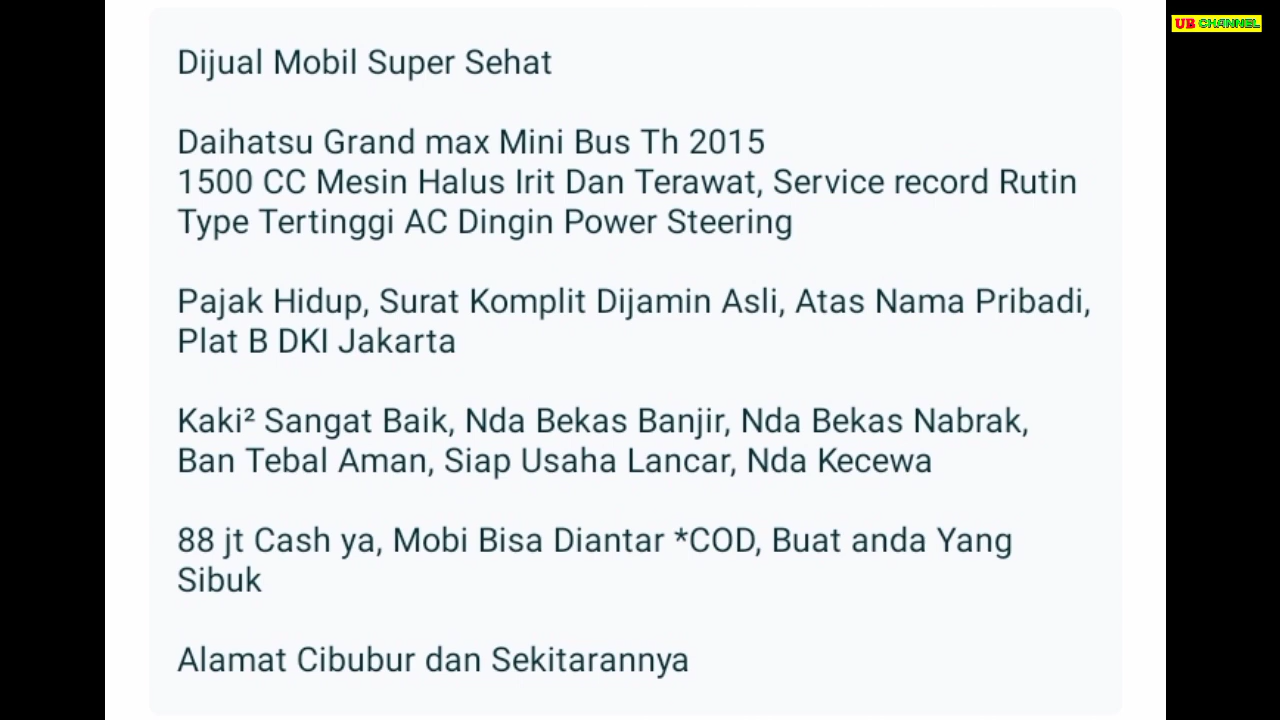 UB CHANNEL
Dijual Mobil Super Sehat
Daihatsu Grand max Mini Bus Th 2015
1500 CC Mesin Halus Irit Dan Terawat, Service record Rutin
Type Tertinggi AC Dingin Power Steering
Pajak Hidup, Surat Komplit Dijamin Asli, Atas Nama Pribadi,
Plat B DKI Jakarta
Kaki² Sangat Baik, Nda Bekas Banjir, Nda Bekas Nabrak,
Ban Tebal Aman, Siap Usaha Lancar, Nda Kecewa
88 jt Cash ya, Mobi Bisa Diantar *COD, Buat anda Yang
Sibuk
Alamat Cibubur dan Sekitarannya